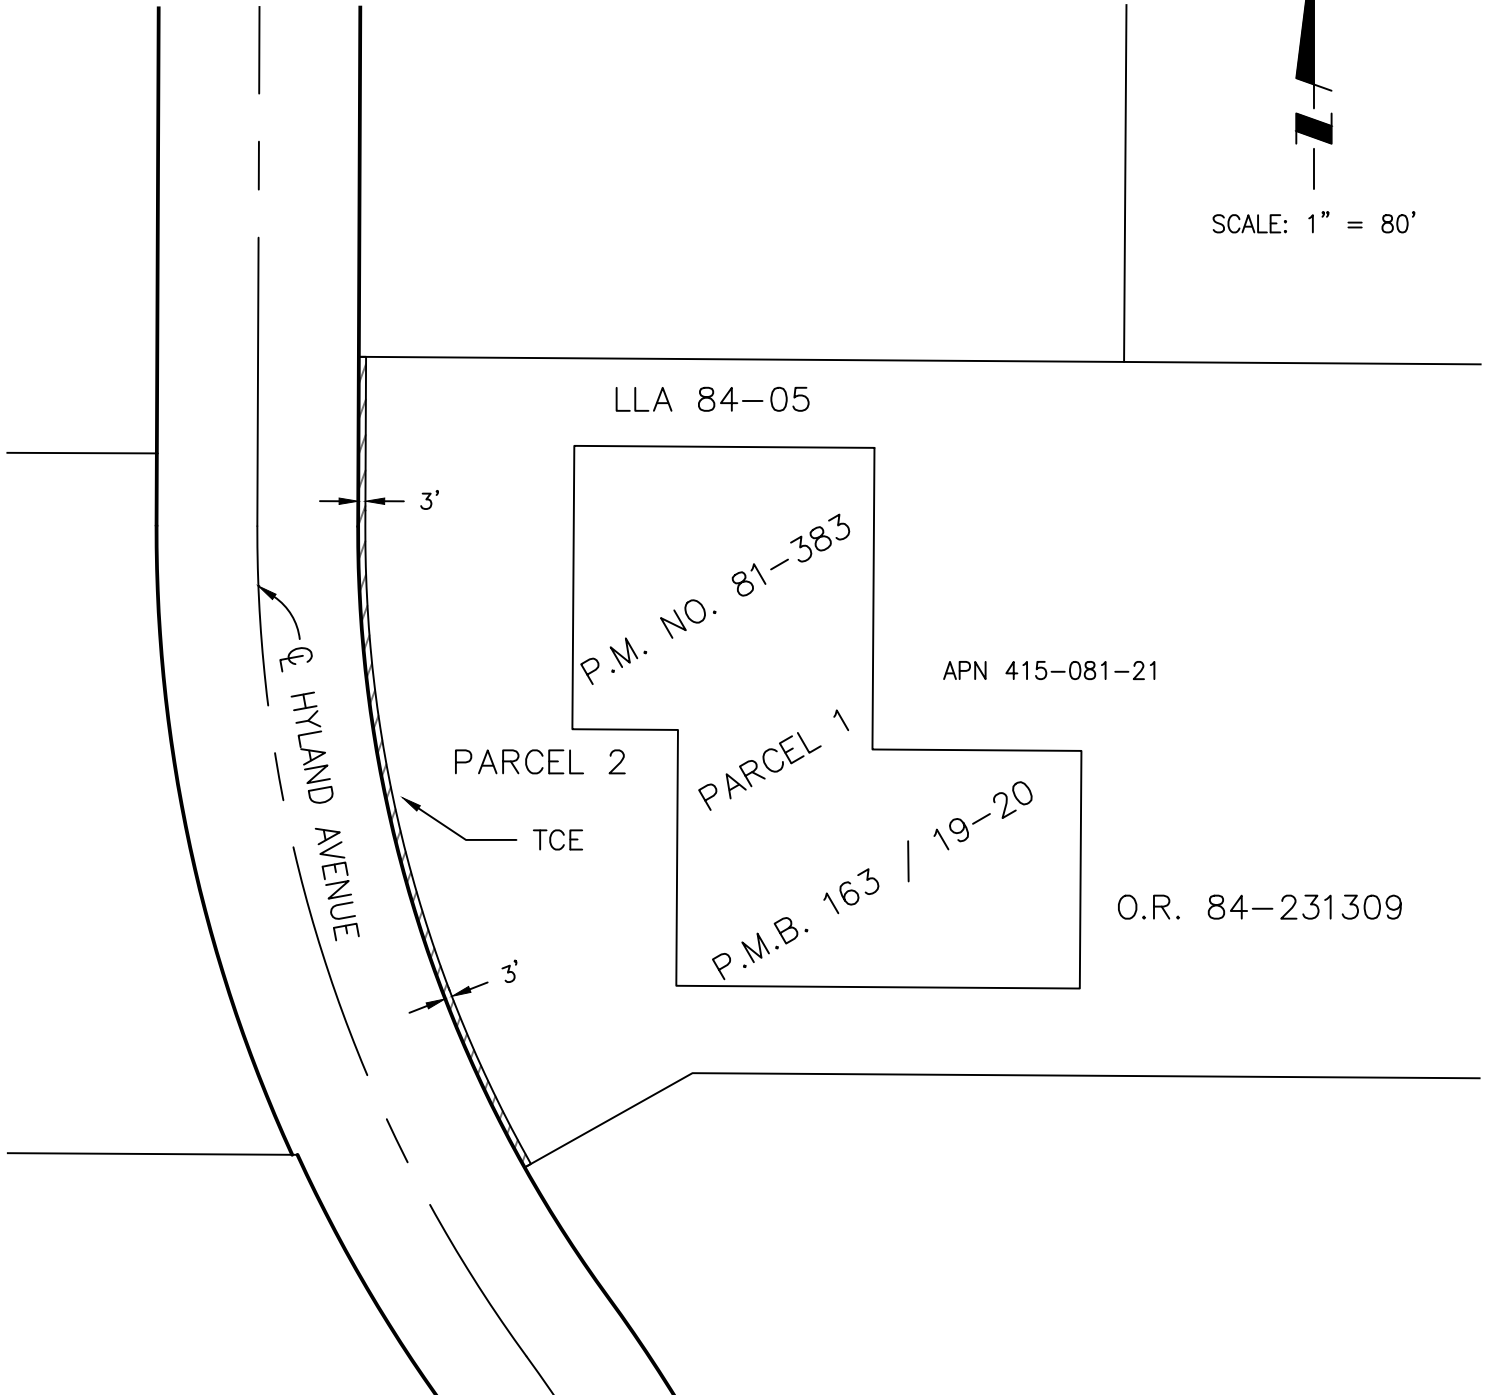 N
SCALE: 1" = 80'
LLA 84-05
3'
P.M. NO. 81-383
APN 415-081-21
℄ HYLAND AVENUE
PARCEL 2
PARCEL 1
TCE
P.M.B. 163 / 19-20
O.R. 84-231309
3'